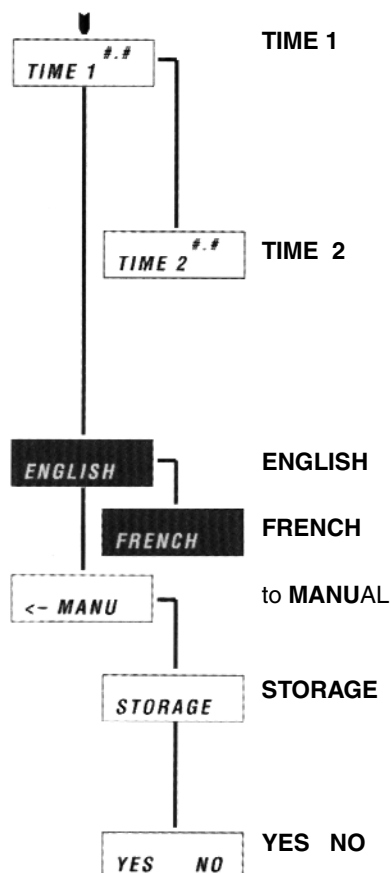 TIME 1 #.#
TIME 1
TIME 2 #.#
TIME 2
ENGLISH
ENGLISH
FRENCH
FRENCH
<- MANU
to MANUAL
STORAGE
STORAGE
YES NO
YES NO